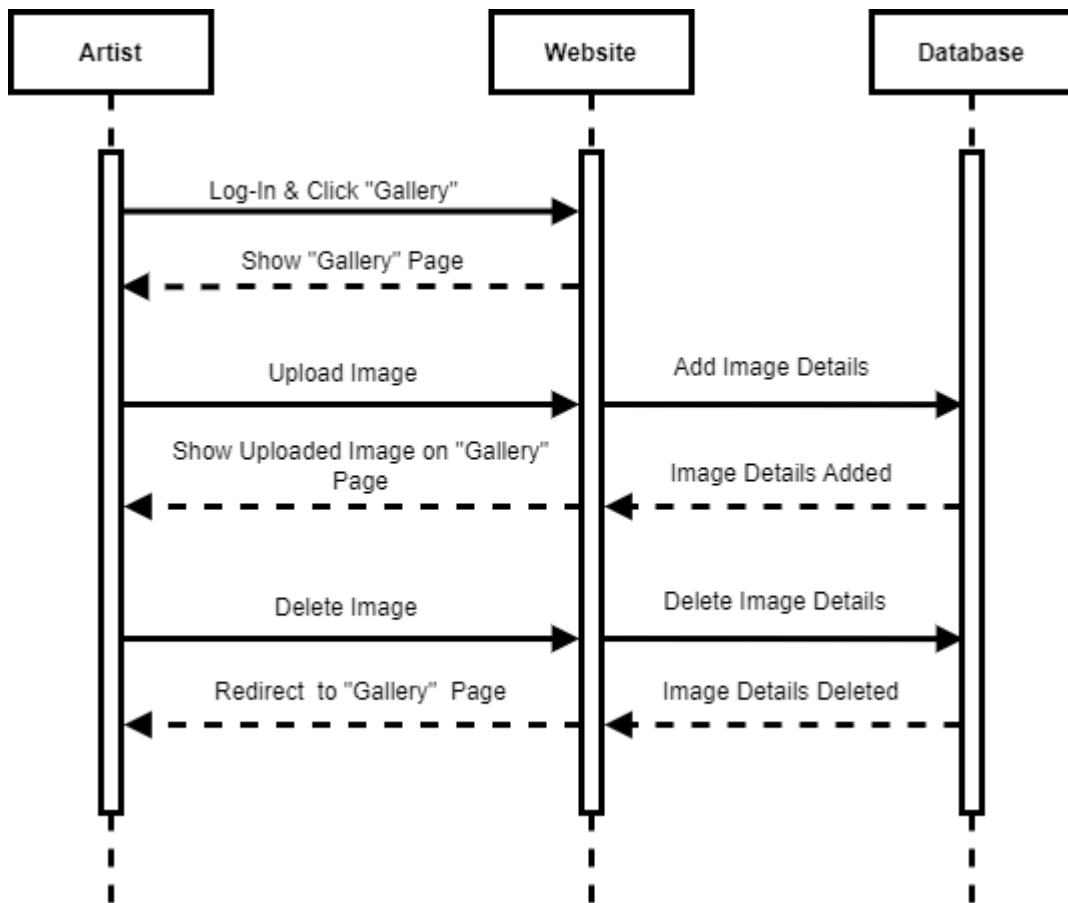 Artist
Website
Database
Log-In & Click "Gallery"
Show "Gallery" Page
Upload Image
Add Image Details
Show Uploaded Image on "Gallery"
Page
Image Details Added
Delete Image
Delete Image Details
Redirect to "Gallery" Page
Image Details Deleted